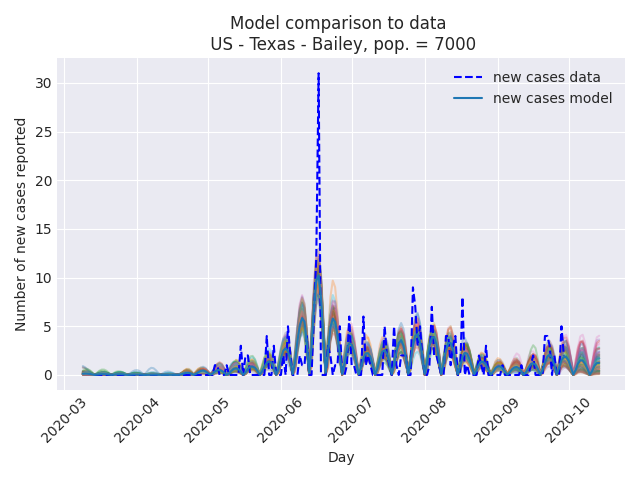 Model comparison to data
US - Texas - Bailey, pop. = 7000
new cases data
new cases model
Number of new cases reported
30
25
20
15
10
5
0
2020-03
2020-04
2020-05
2020-06
2020-07
2020-08
2020-09
2020-10
Day